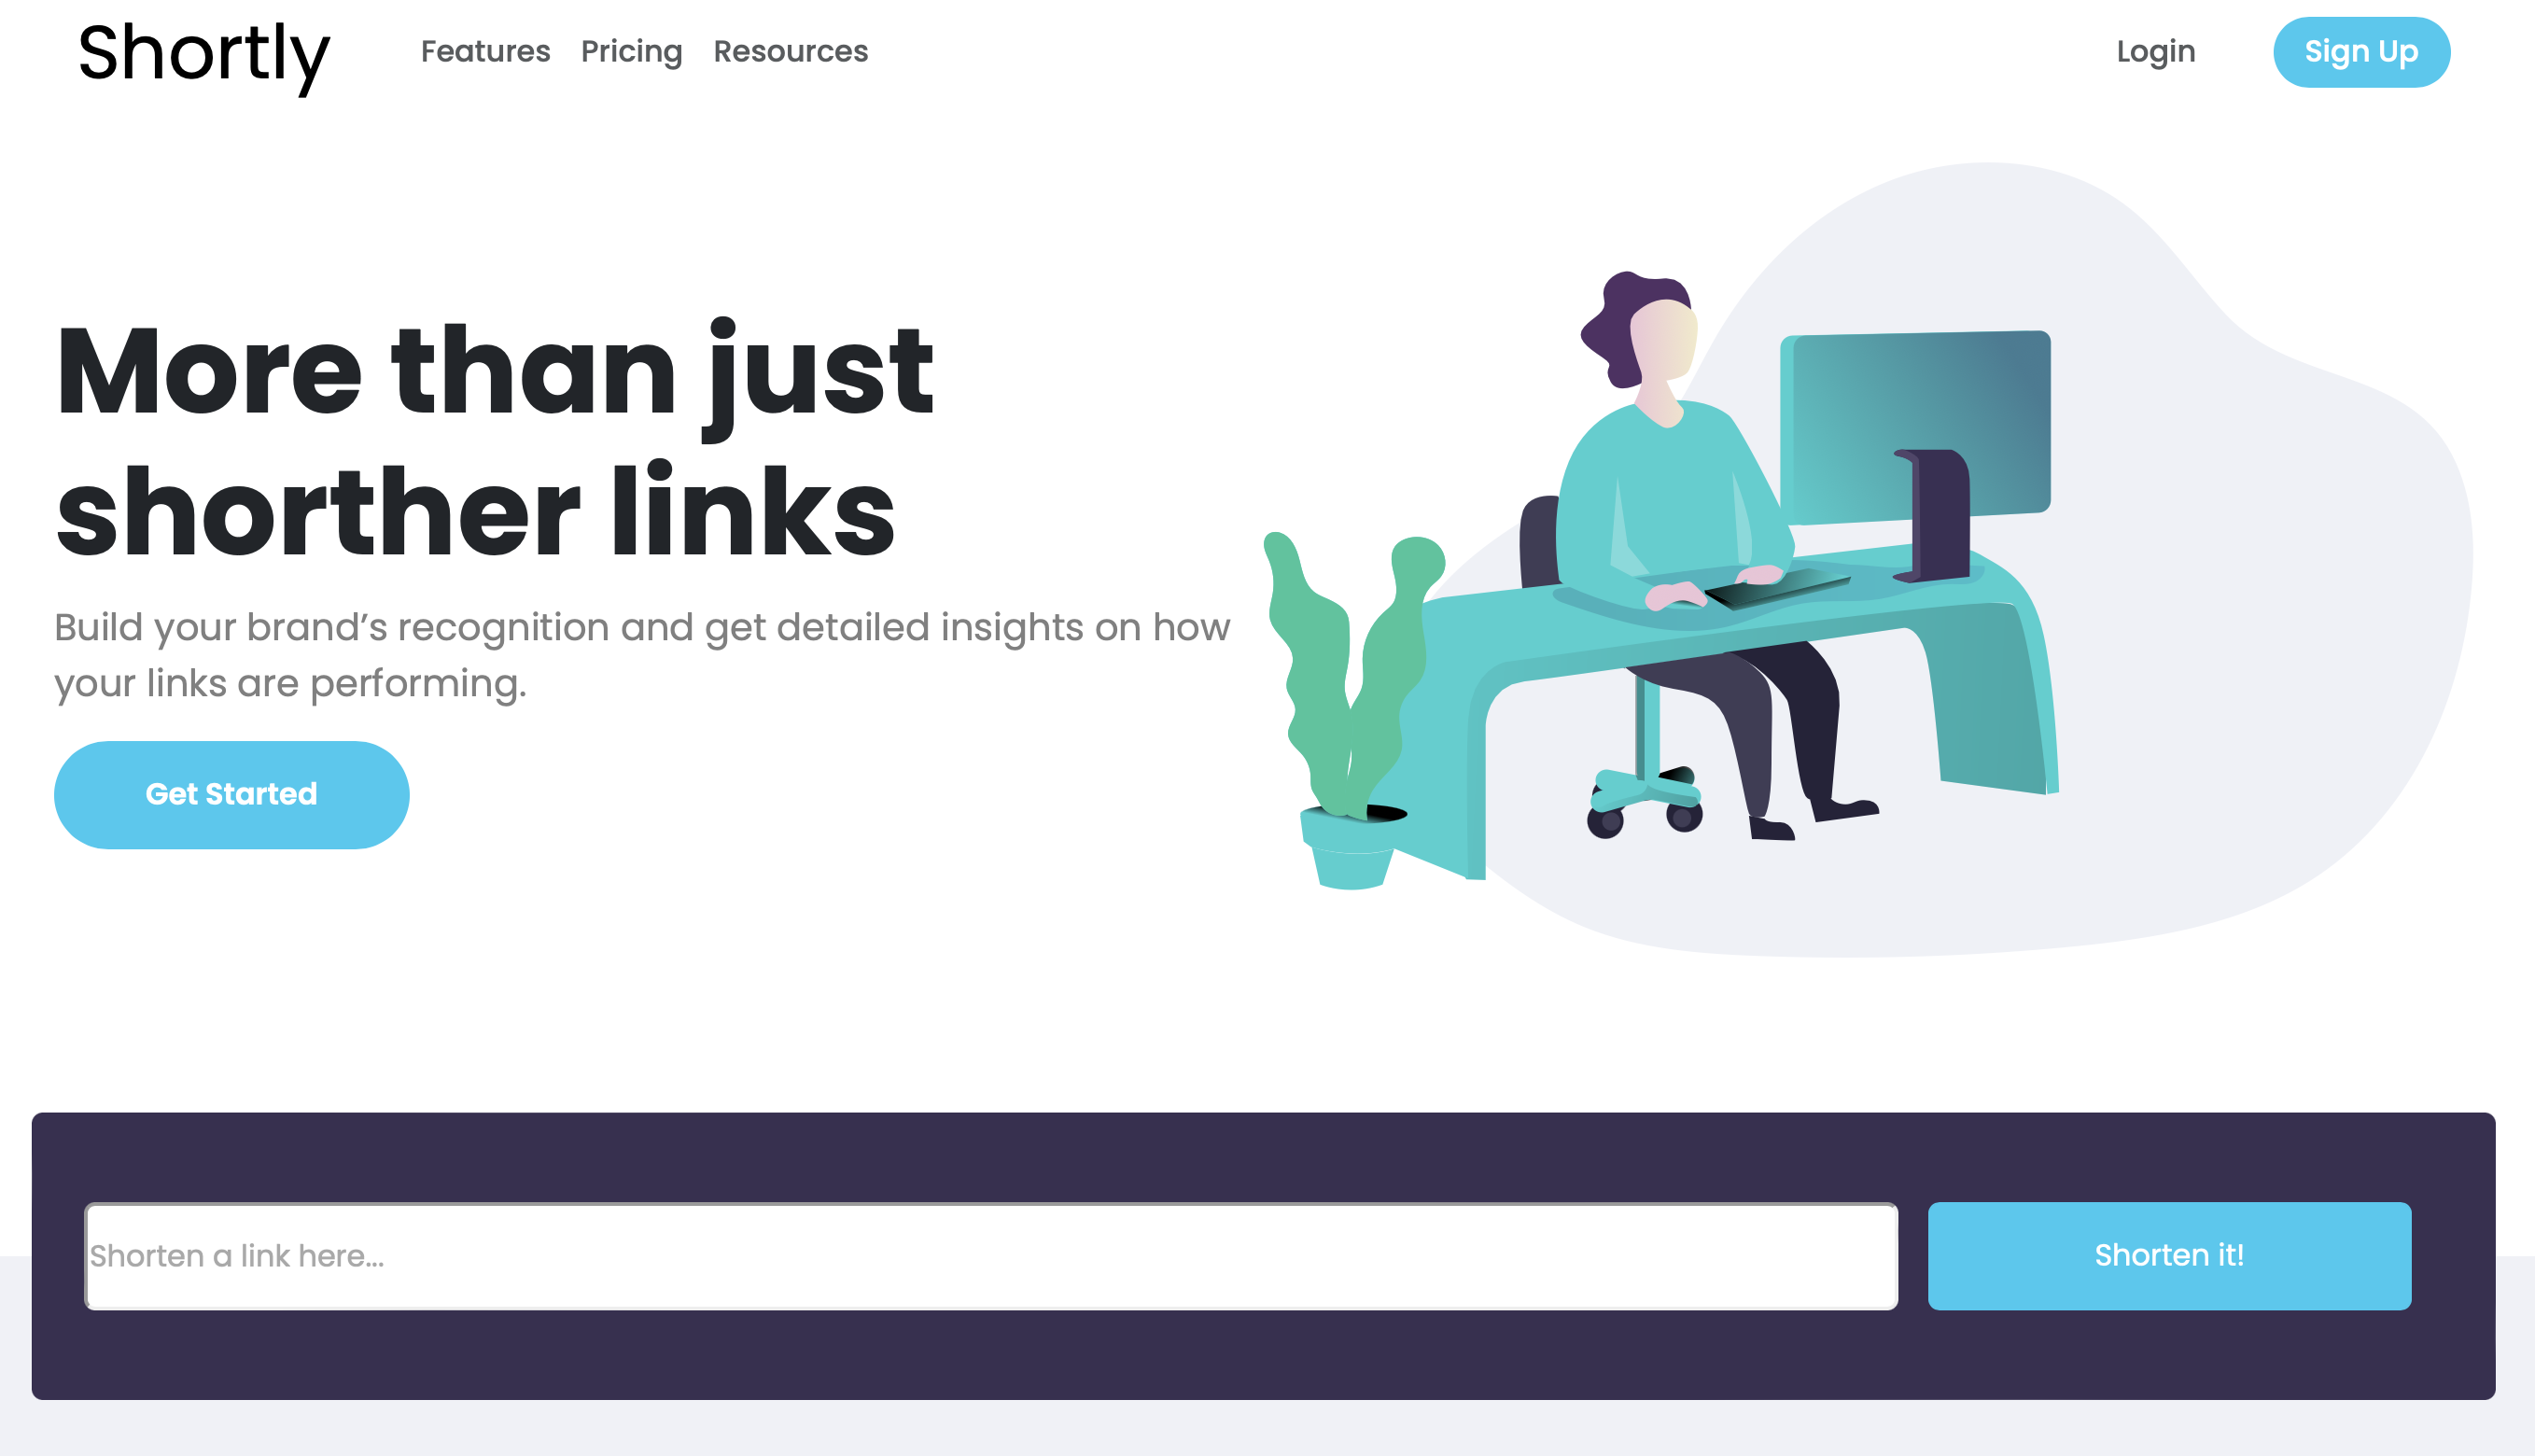 Shortly
Features Pricing Resources
Login
Sign Up
More than just
shorther links
Build your brand’s recognition and get detailed insights on how
your links are performing.
Get Started
Shorten a link here...
Shorten it!